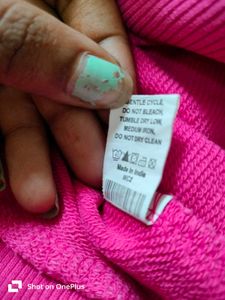 GENTLE CYCLE,
DO NOT BLEACH,
TUMBLE DRY LOW,
MEDIUM IRON,
DO NOT DRY CLEAN
Made in India
Shot on OnePlus